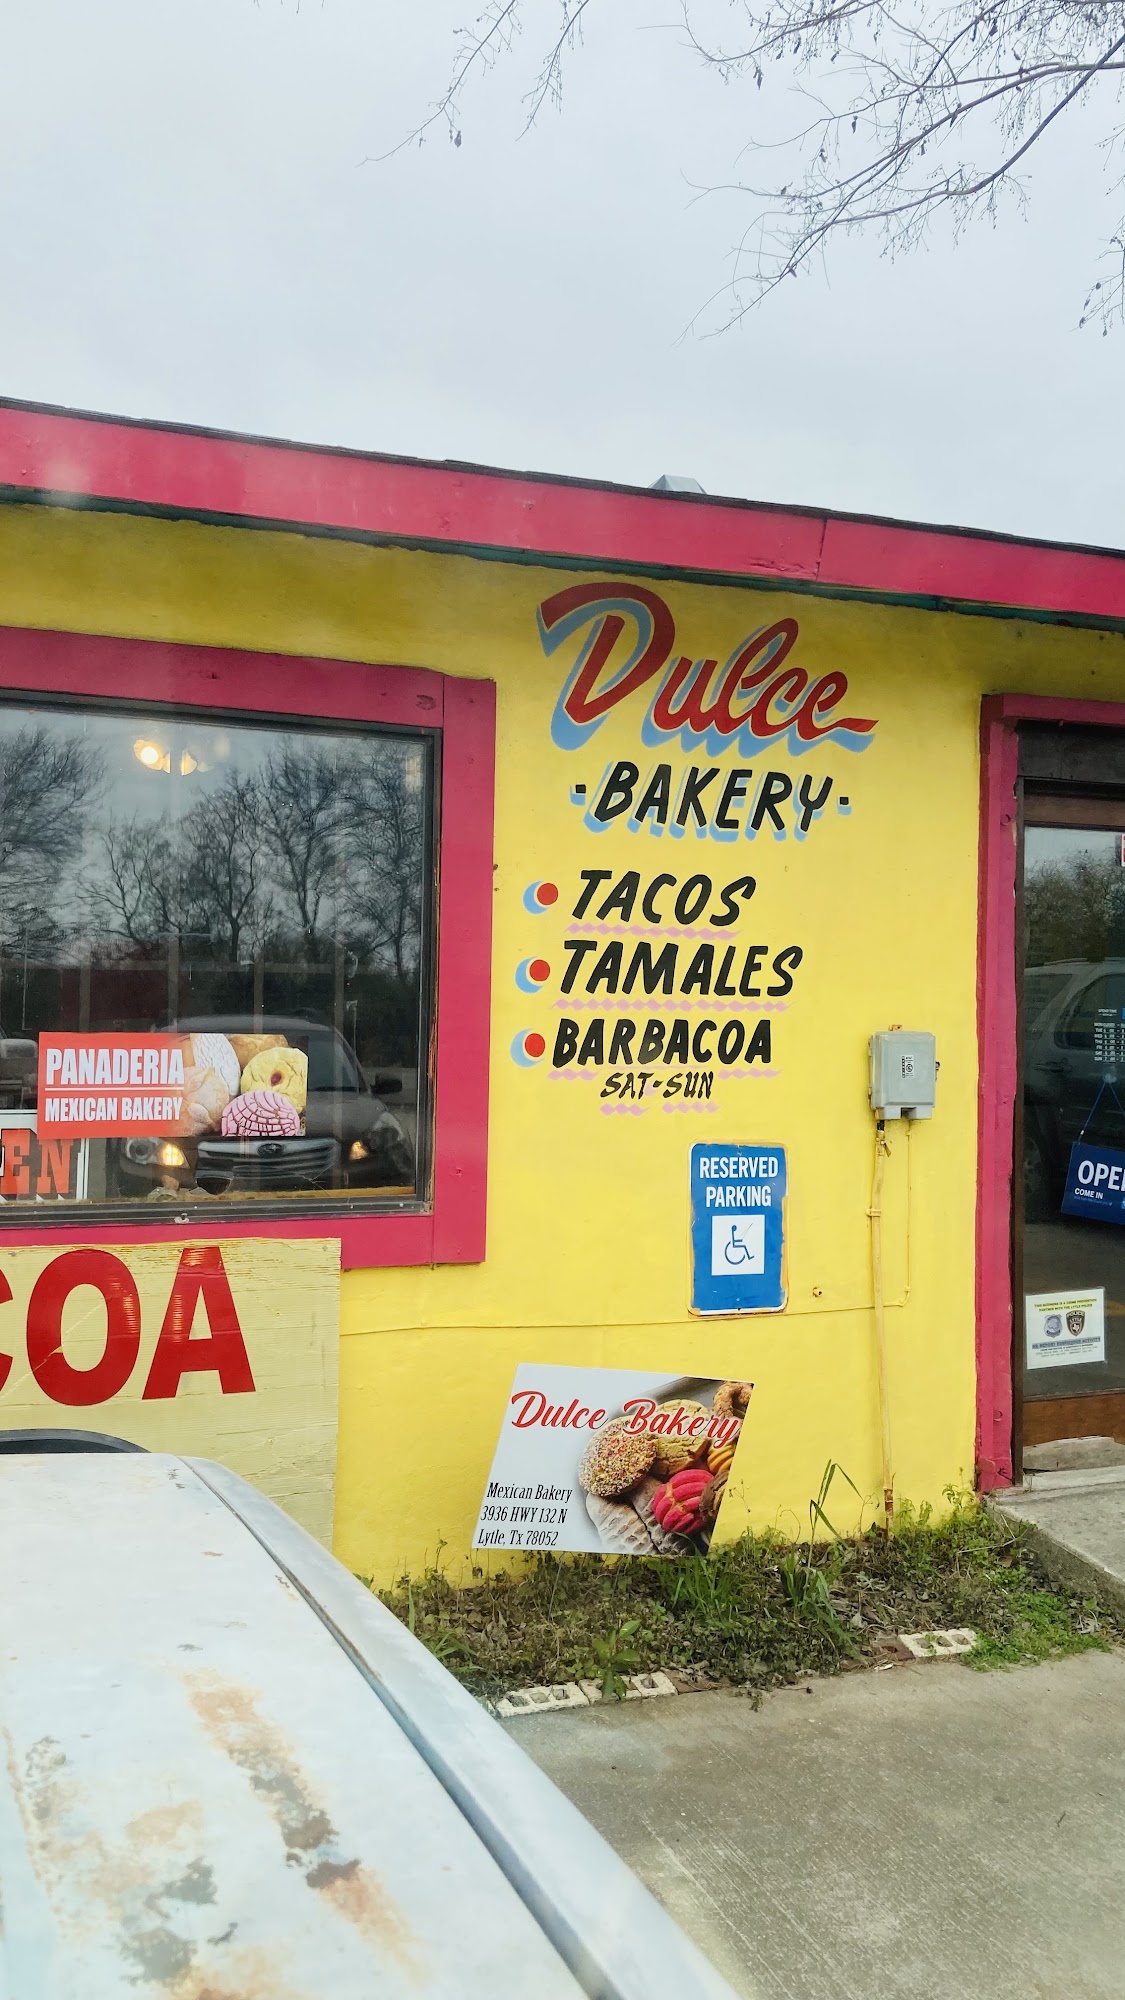 Dulce
·BAKERY·
TACOS
TAMALES
BARBACOA
SAT-SUN
PANADERIA
MEXICAN BAKERY
EN
COA
RESERVED
PARKING
OPE
COME IN
Dulce Bakery
Mexican Bakery
3936 HWY 132 N
Lytle, Tx 78052